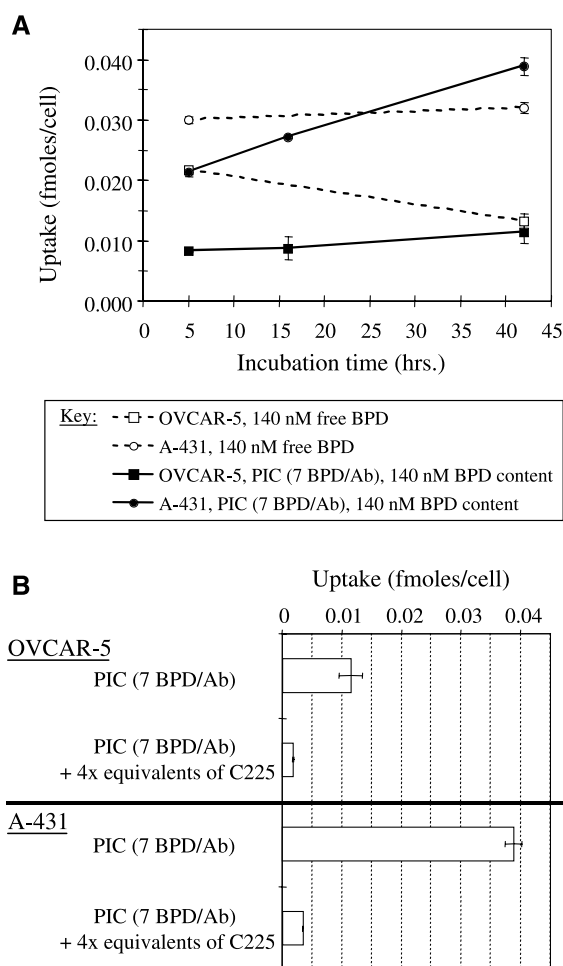 A
Uptake (fmoles/cell)
0.040
0.030
0.020
0.010
0.000
0 5 10 15 20 25 30 35 40 45
Incubation time (hrs.)
Key: OVCAR-5, 140 nM free BPD
A-431, 140 nM free BPD
OVCAR-5, PIC (7 BPD/Ab), 140 nM BPD content
A-431, PIC (7 BPD/Ab), 140 nM BPD content
B
Uptake (fmoles/cell)
0 0.01 0.02 0.03 0.04
OVCAR-5
PIC (7 BPD/Ab)
PIC (7 BPD/Ab)
+ 4x equivalents of C225
A-431
PIC (7 BPD/Ab)
PIC (7 BPD/Ab)
+ 4x equivalents of C225